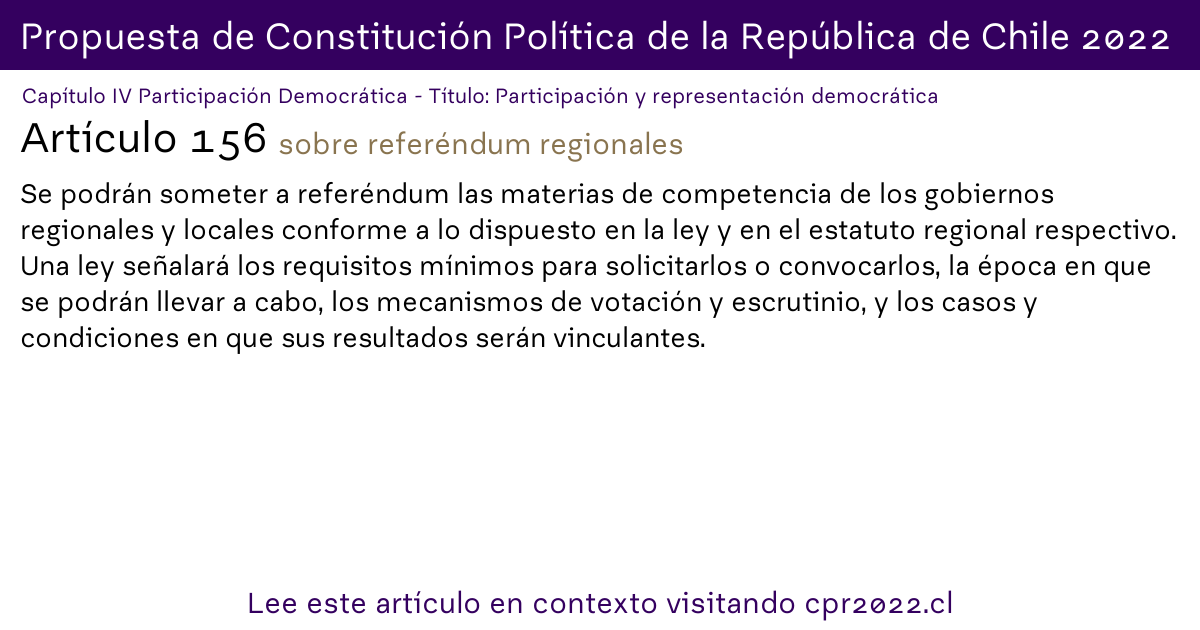 Propuesta de Constitución Política de la República de Chile 2022
Capítulo IV Participación Democrática - Título: Participación y representación democrática
Artículo 156 sobre referéndum regionales
Se podrán someter a referéndum las materias de competencia de los gobiernos
regionales y locales conforme a lo dispuesto en la ley y en el estatuto regional respectivo.
Una ley señalará los requisitos mínimos para solicitarlos o convocarlos, la época en que
se podrán llevar a cabo, los mecanismos de votación y escrutinio, y los casos y
condiciones en que sus resultados serán vinculantes.
Lee este artículo en contexto visitando cpr2022.cl